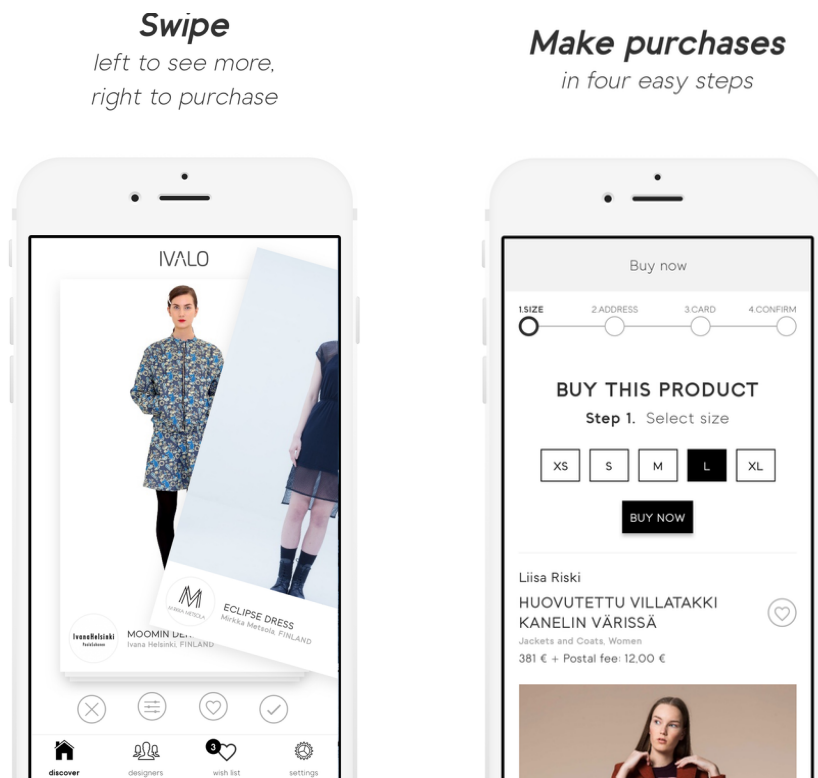 Swipe
left to see more,
right to purchase
IVALO
MIRKKA METSOLA
ECLIPSE DRESS
Mirkka Metsola, FINLAND
IvanaHelsinki
MOOMIN
Ivana Helsinki, FINLAND
3
discover
designers
wish list
settings
Make purchases
in four easy steps
Buy now
1.SIZE
2.ADDRESS
3.CARD
4.CONFIRM
BUY THIS PRODUCT
Step 1. Select size
XS
S
M
L
XL
BUY NOW
Liisa Riski
HUOVUTETTU VILLATAKKI
KANELIN VÄRISSÄ
Jackets and Coats, Women
381 € + Postal fee: 12,00 €